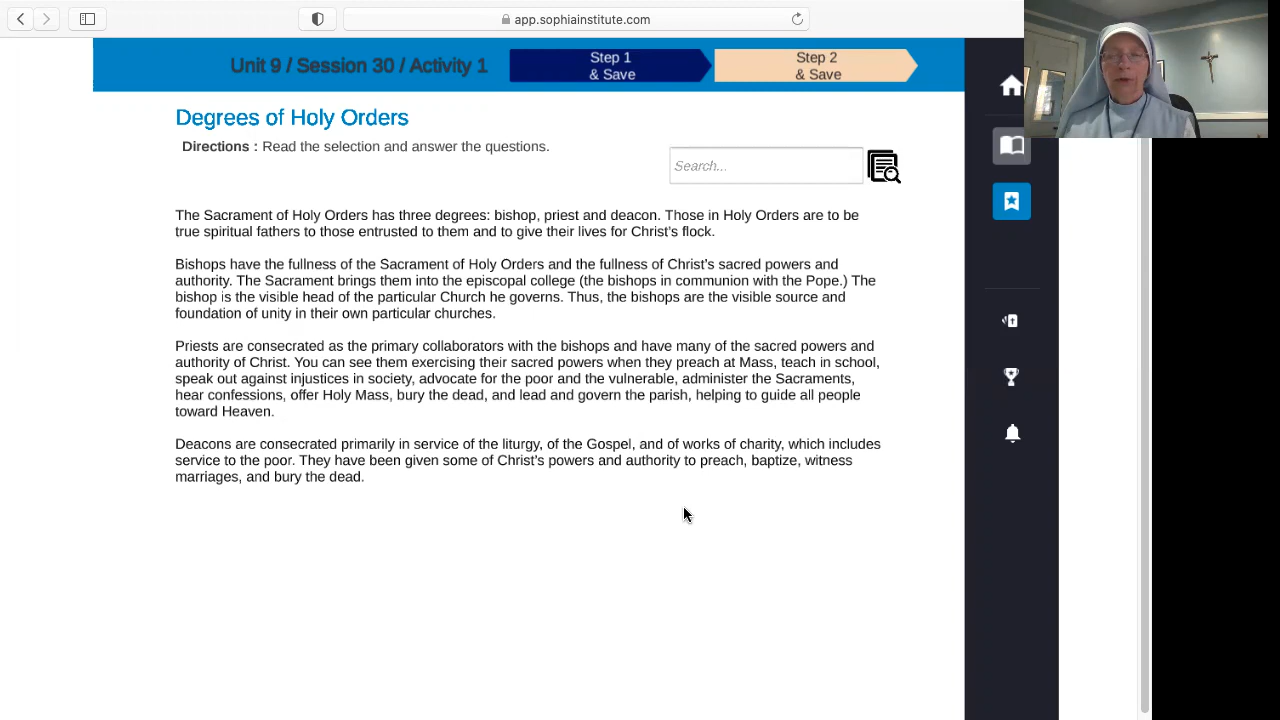 app.sophiainstitute.com
Unit 9 / Session 30 / Activity 1
Step 1
& Save
Step 2
& Save
Degrees of Holy Orders
Directions : Read the selection and answer the questions.
Search...
The Sacrament of Holy Orders has three degrees: bishop, priest and deacon. Those in Holy Orders are to be
true spiritual fathers to those entrusted to them and to give their lives for Christ's flock.
Bishops have the fullness of the Sacrament of Holy Orders and the fullness of Christ's sacred powers and
authority. The Sacrament brings them into the episcopal college (the bishops in communion with the Pope.) The
bishop is the visible head of the particular Church he governs. Thus, the bishops are the visible source and
foundation of unity in their own particular churches.
Priests are consecrated as the primary collaborators with the bishops and have many of the sacred powers and
authority of Christ. You can see them exercising their sacred powers when they preach at Mass, teach in school,
speak out against injustices in society, advocate for the poor and the vulnerable, administer the Sacraments,
hear confessions, offer Holy Mass, bury the dead, and lead and govern the parish, helping to guide all people
toward Heaven.
Deacons are consecrated primarily in service of the liturgy, of the Gospel, and of works of charity, which includes
service to the poor. They have been given some of Christ's powers and authority to preach, baptize, witness
marriages, and bury the dead.